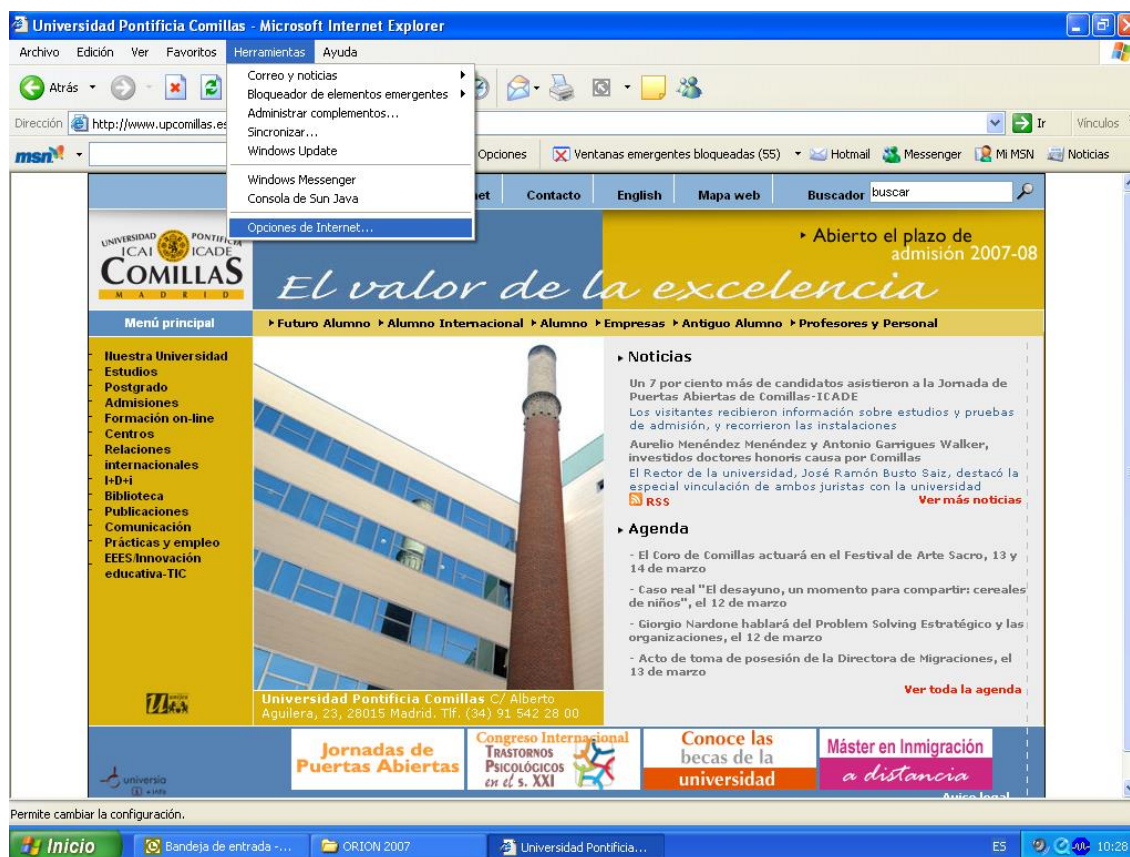 Universidad Pontificia Comillas - Microsoft Internet Explorer
Archivo Edición Ver Favoritos Herramientas Ayuda
Atrás
Correo y noticias
Bloqueador de elementos emergentes
Administrar complementos...
Sincronizar...
Windows Update
Windows Messenger
Consola de Sun Java
Opciones de Internet...
Dirección http://www.upcomillas.es Ir Vínculos
msn Opciones Ventanas emergentes bloqueadas (55) Hotmail Messenger Mi MSN Noticias
et Contacto English Mapa web Buscador buscar
UNIVERSIDAD PONTIFICIA
ICAI ICADE
COMILLAS
MADRID
Abierto el plazo de
admisión 2007-08
El valor de la excelencia
Menú principal
Futuro Alumno Alumno Internacional Alumno Empresas Antiguo Alumno Profesores y Personal
Nuestra Universidad
Estudios
Postgrado
Admisiones
Formación on-line
Centros
Relaciones
internacionales
I+D+i
Biblioteca
Publicaciones
Comunicación
Prácticas y empleo
EEES/Innovación
educativa-TIC
Noticias
Un 7 por ciento más de candidatos asistieron a la Jornada de
Puertas Abiertas de Comillas-ICADE
Los visitantes recibieron información sobre estudios y pruebas
de admisión, y recorrieron las instalaciones
Aurelio Menéndez Menéndez y Antonio Garrigues Walker,
investidos doctores honoris causa por Comillas
El Rector de la universidad, José Ramón Busto Saiz, destacó la
especial vinculación de ambos juristas con la universidad
RSS Ver más noticias
Agenda
- El Coro de Comillas actuará en el Festival de Arte Sacro, 13 y
14 de marzo
- Caso real "El desayuno, un momento para compartir: cereales
de niños", el 12 de marzo
- Giorgio Nardone hablará del Problem Solving Estratégico y las
organizaciones, el 12 de marzo
- Acto de toma de posesión de la Directora de Migraciones, el
13 de marzo
Ver toda la agenda
Universidad Pontificia Comillas C/ Alberto
Aguilera, 23, 28015 Madrid. Tlf. (34) 91 542 28 00
universia
+ info
Jornadas de
Puertas Abiertas
Congreso Internacional
TRASTORNOS
PSICOLÓGICOS
en el s. XXI
Conoce las
becas de la
universidad
Máster en Inmigración
a distancia
Aviso legal
Permite cambiar la configuración.
Inicio Bandeja de entrada -... ORION 2007 Universidad Pontificia... ES 10:28